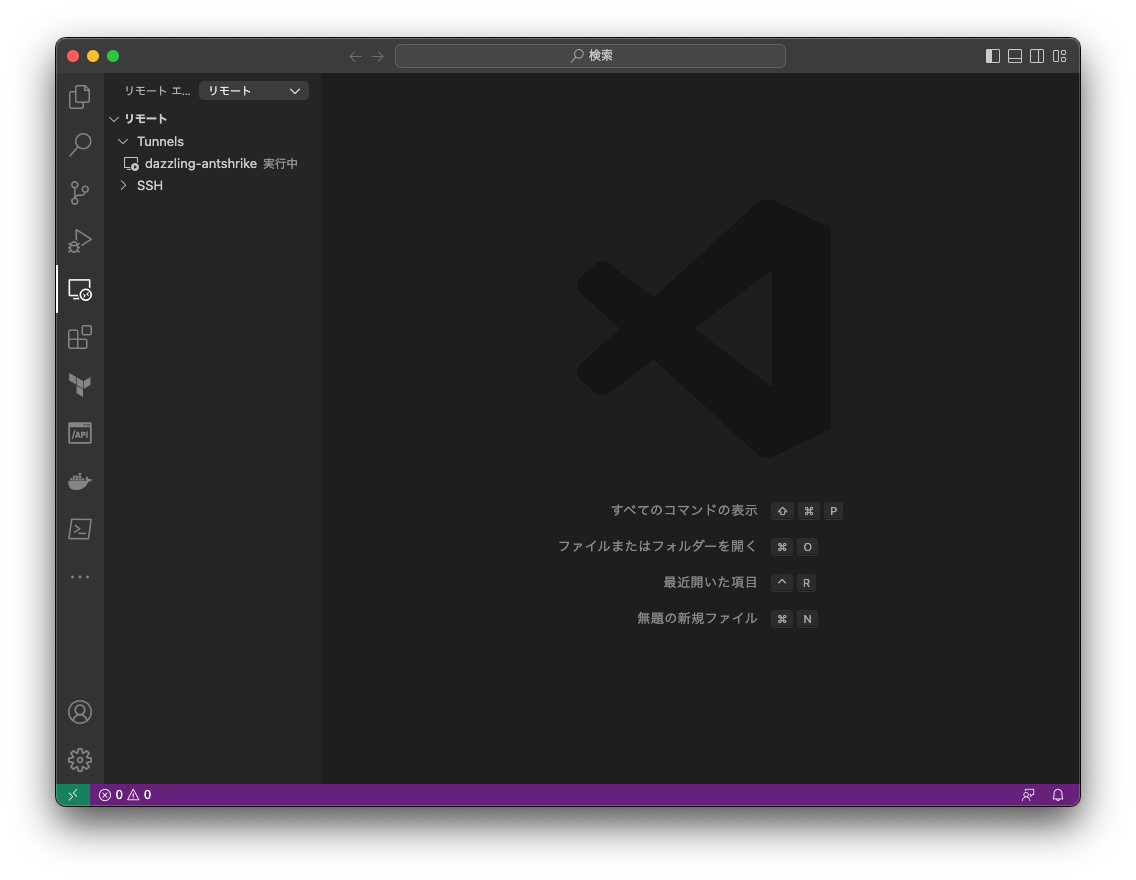 検索
リモート エ... リモート
リモート
Tunnels
dazzling-antshrike 実行中
SSH
/API
すべてのコマンドの表示 ⇧ ⌘ P
ファイルまたはフォルダーを開く ⌘ O
最近開いた項目 ^ R
無題の新規ファイル ⌘ N
0 0